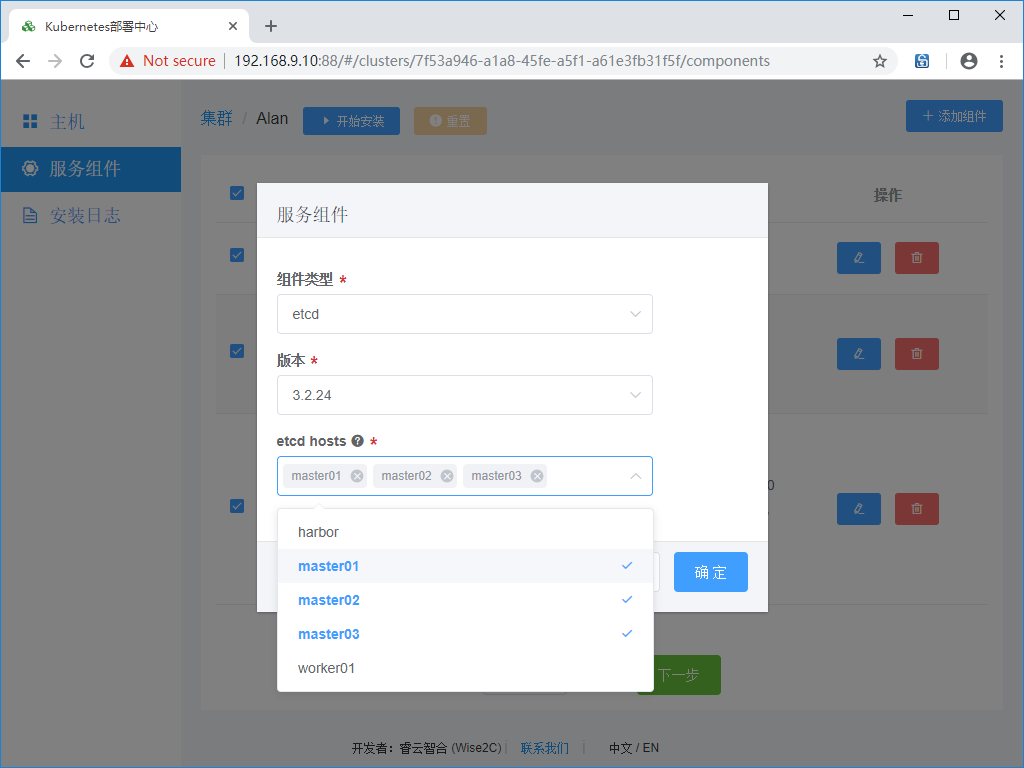 Kubernetes部署中心
Not secure
192.168.9.10:88/#/clusters/7f53a946-a1a8-45fe-a5f1-a61e3fb31f5f/components
主机
服务组件
安装日志
集群 / Alan
开始安装
重置
+ 添加组件
操作
服务组件
组件类型 *
etcd
版本 *
3.2.24
etcd hosts *
master01 master02 master03
0
harbor
master01
master02
master03
worker01
确 定
下一步
开发者：睿云智合 (Wise2C) | 联系我们 | 中文 / EN